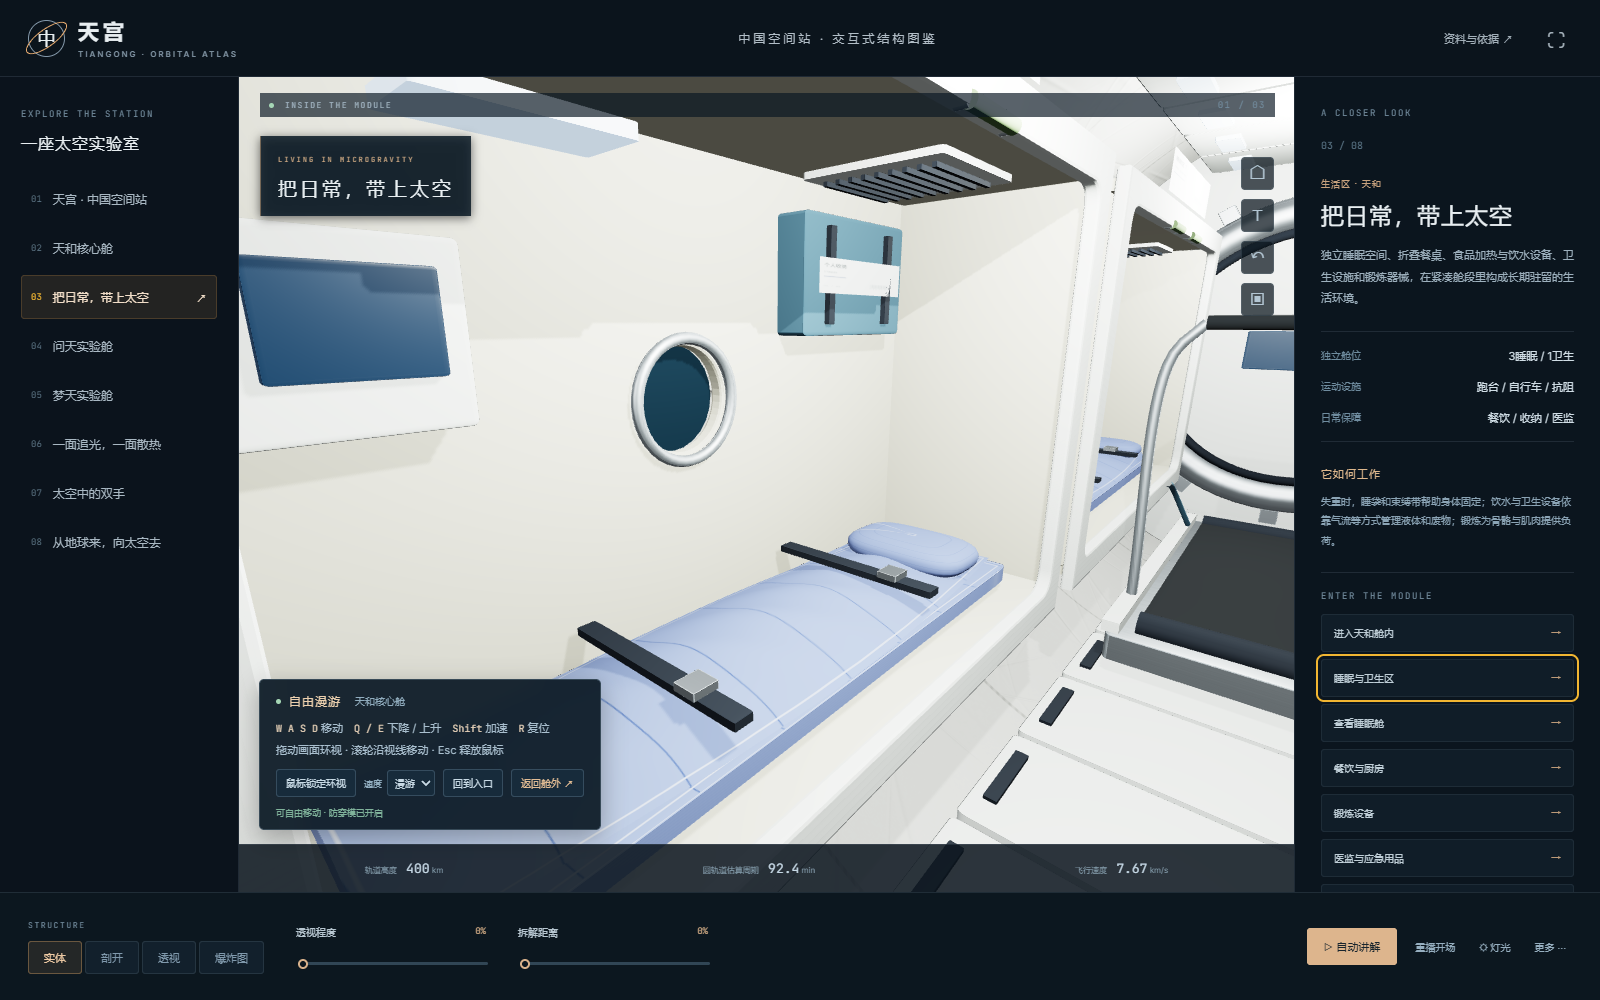 中
天宫
TIANGONG · ORBITAL ATLAS
中国空间站 · 交互式结构图鉴
资料与依据 ↗
EXPLORE THE STATION
一座太空实验室
01 天宫 · 中国空间站
02 天和核心舱
03 把日常，带上太空 ↗
04 问天实验舱
05 梦天实验舱
06 一面追光，一面散热
07 太空中的双手
08 从地球来，向太空去
INSIDE THE MODULE
01 / 03
LIVING IN MICROGRAVITY
把日常，带上太空
T
自由漫游 天和核心舱
W A S D 移动 Q / E 下降 / 上升 Shift 加速 R 复位
拖动画面环视 · 滚轮沿视线移动 · Esc 释放鼠标
鼠标锁定环视 速度 漫游 回到入口 返回舱外 ↗
可自由移动 · 防穿模已开启
轨道高度 400 km
圆轨道估算周期 92.4 min
飞行速度 7.67 km/s
A CLOSER LOOK
03 / 08
生活区 · 天和
把日常，带上太空
独立睡眠空间、折叠餐桌、食品加热与饮水设备、卫
生设施和锻炼器械，在紧凑舱段里构成长期驻留的生
活环境。
独立舱位 3睡眠 / 1卫生
运动设施 跑台 / 自行车 / 抗阻
日常保障 餐饮 / 收纳 / 医监
它如何工作
失重时，睡袋和束缚带帮助身体固定；饮水与卫生设备依
靠气流等方式管理液体和废物；锻炼为骨骼与肌肉提供负
荷。
ENTER THE MODULE
进入天和舱内 →
睡眠与卫生区 →
查看睡眠舱 →
餐饮与厨房 →
锻炼设备 →
医监与应急用品 →
STRUCTURE
实体 剖开 透视 爆炸图
透视程度 0%
拆解距离 0%
▷ 自动讲解
重播开场
灯光
更多 ···